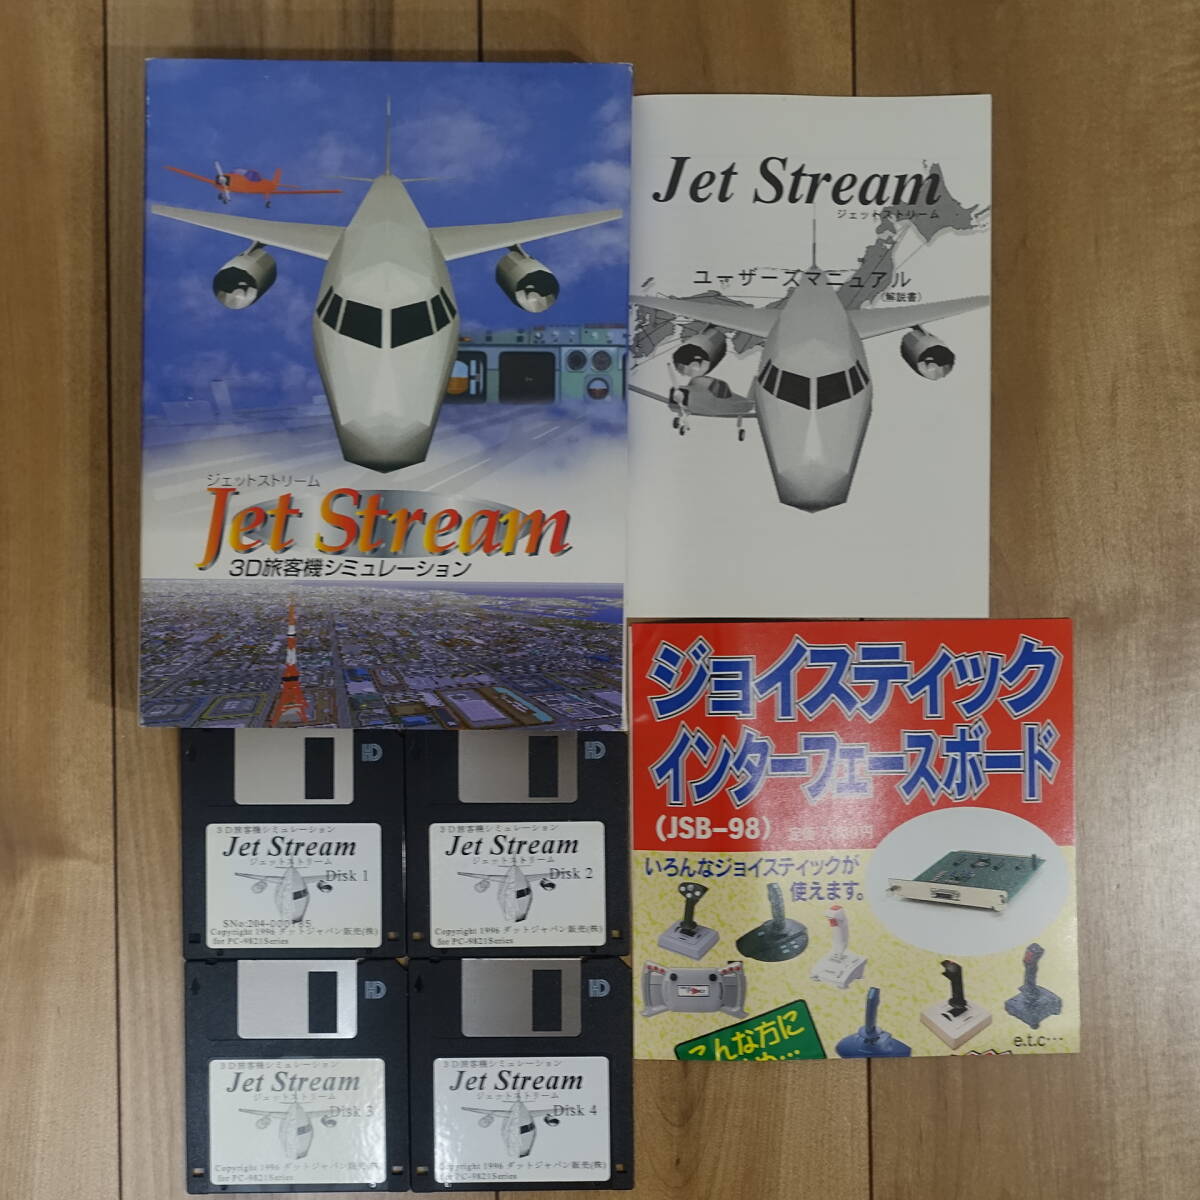 ジェットストリーム
Jet Stream
3D旅客機シミュレーション
Jet Stream
ジェットストリーム
ユーザーズマニュアル
(解説書)
ジョイスティック
インターフェースボード
(JSB-98)
いろんなジョイスティックが
使えます。
e.t.c…
こんな方に
HD
3D旅客機シミュレーション
Jet Stream
ジェットストリーム
Disk 1
SNo:204-000785
Copyright 1996 ダットジャパン販売(株)
for PC-9821Series
HD
3D旅客機シミュレーション
Jet Stream
ジェットストリーム
Disk 2
Copyright 1996 ダットジャパン販売(株)
for PC-9821Series
HD
3D旅客機シミュレーション
Jet Stream
ジェットストリーム
Disk 3
Copyright 1996 ダットジャパン販売(株)
for PC-9821Series
HD
3D旅客機シミュレーション
Jet Stream
ジェットストリーム
Disk 4
Copyright 1996 ダットジャパン販売(株)
for PC-9821Series